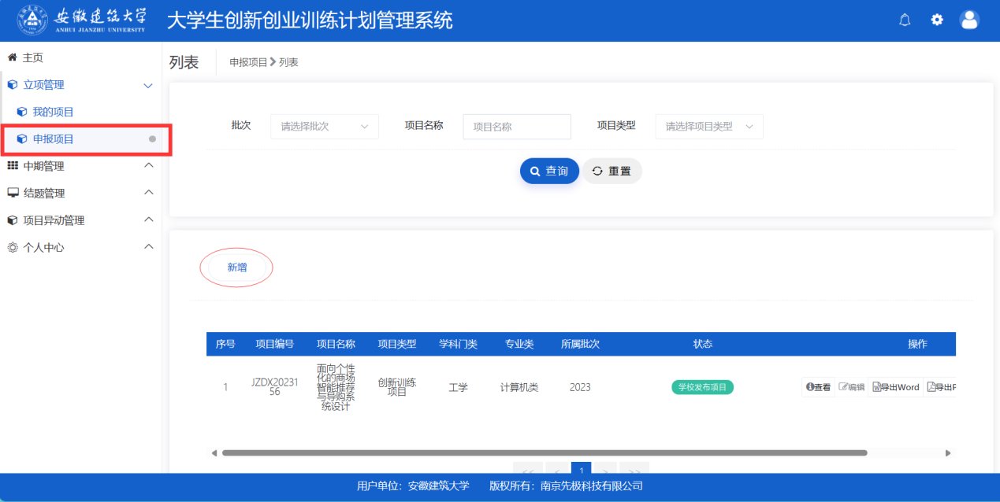 安徽建筑大学
ANHUI JIANZHU UNIVERSITY
大学生创新创业训练计划管理系统
主页
立项管理
我的项目
申报项目
中期管理
结题管理
项目异动管理
个人中心
列表
申报项目 列表
批次 请选择批次 项目名称 项目名称 项目类型 请选择项目类型
查询 重置
新增
序号 项目编号 项目名称 项目类型 学科门类 专业类 所属批次 状态 操作
1
JZDX20231
56
面向个性
化的商场
智能推荐
与导购系
统设计
创新训练
项目
工学
计算机类
2023
学校发布项目
查看 编辑 导出Word 导出P
<< < 1 > >>
用户单位：安徽建筑大学 版权所有：南京先极科技有限公司